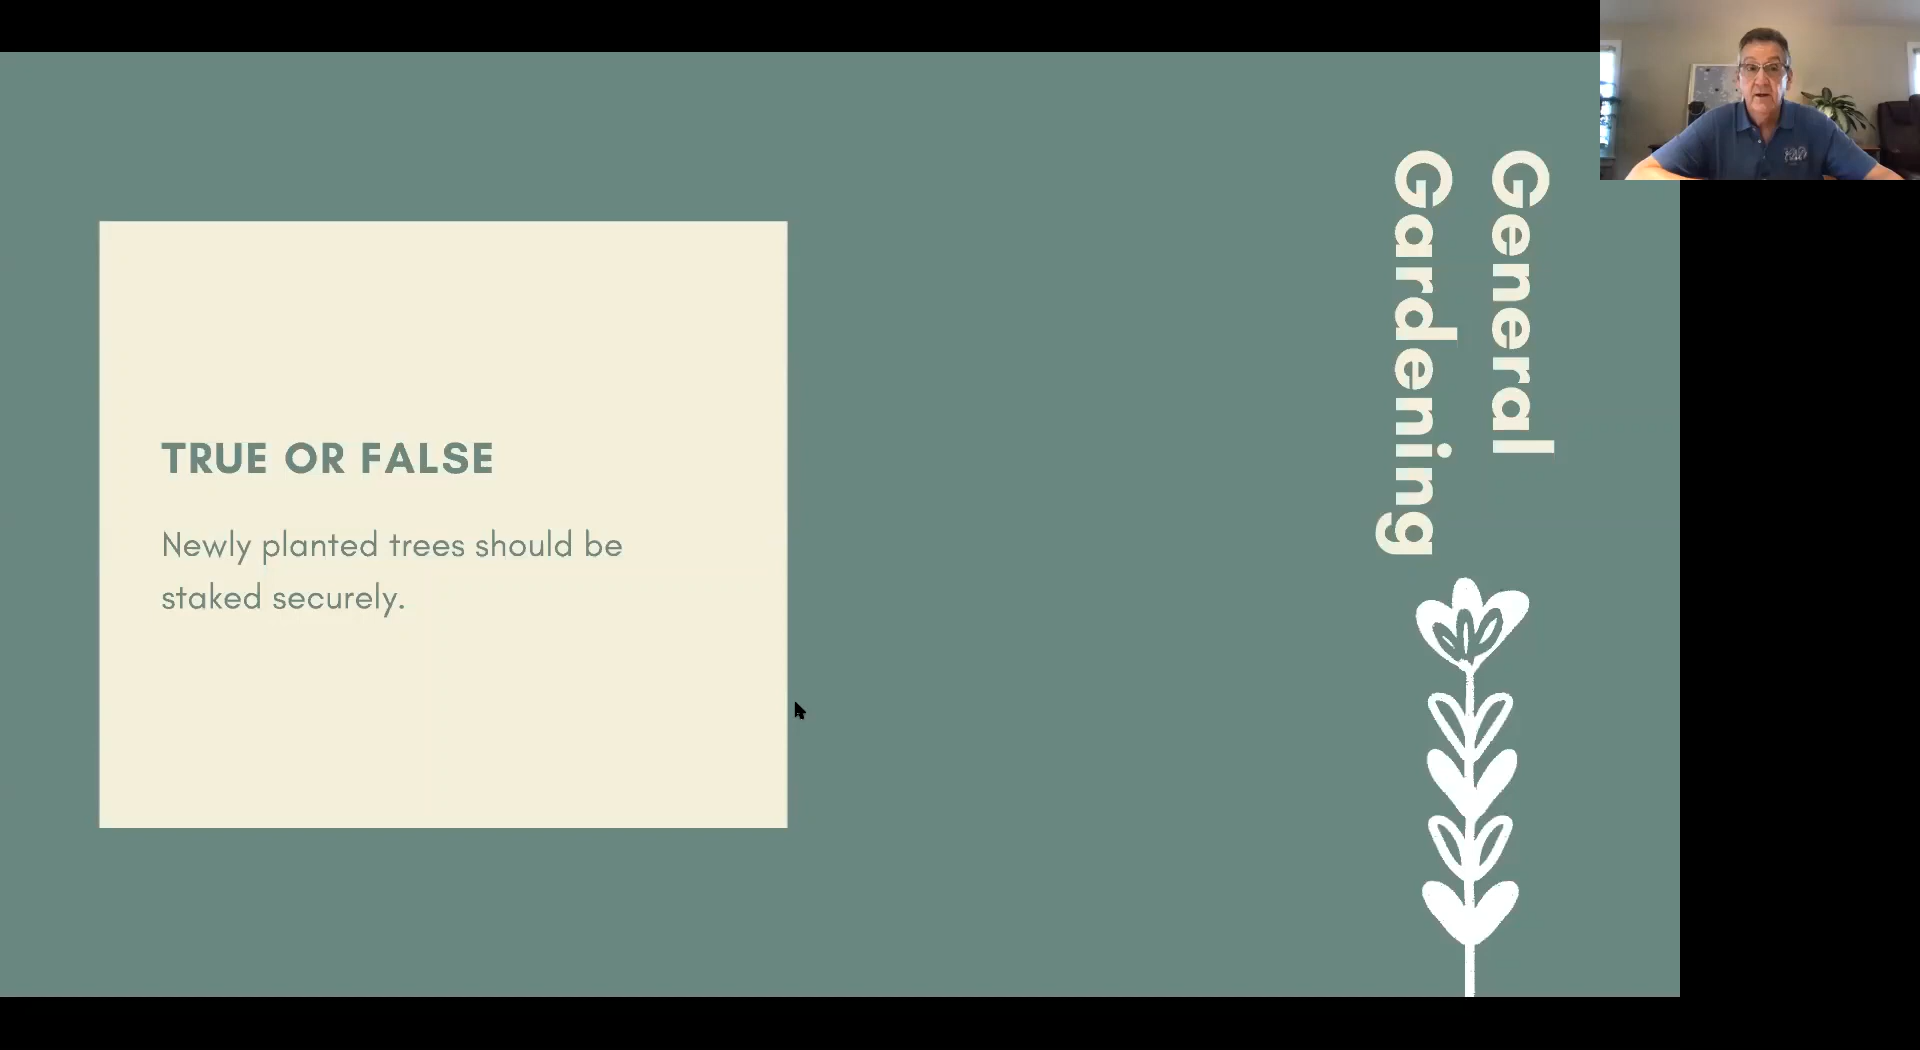 TRUE OR FALSE
Newly planted trees should be
staked securely.
General
Gardening